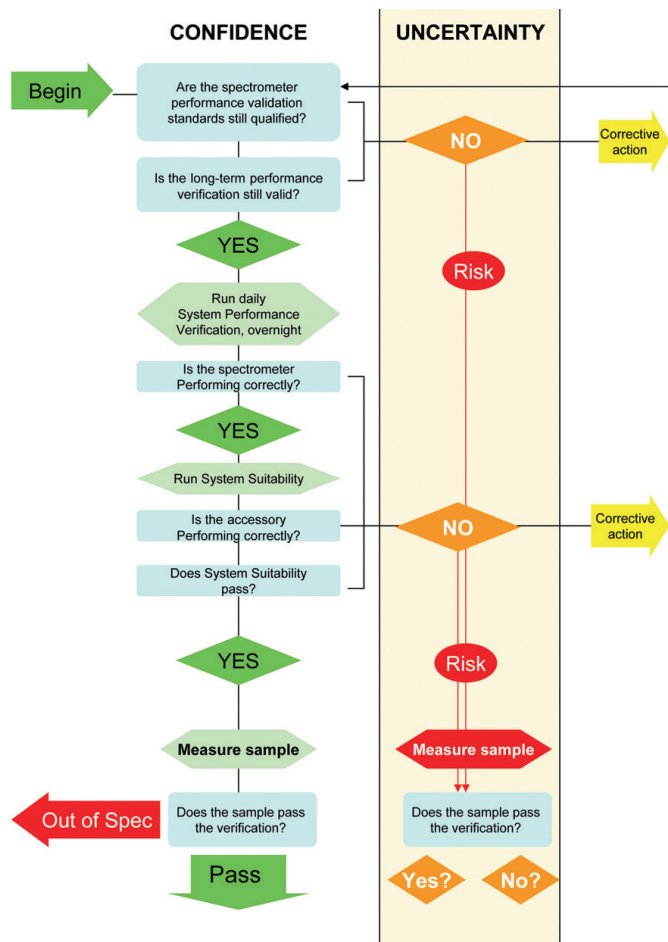 CONFIDENCE
UNCERTAINTY
Begin
Are the spectrometer
performance validation
standards still qualified?
NO
Corrective
action
Is the long-term performance
verification still valid?
YES
Risk
Run daily
System Performance
Verification, overnight
Is the spectrometer
Performing correctly?
YES
Run System Suitability
Is the accessory
Performing correctly?
NO
Corrective
action
Does System Suitability
pass?
YES
Risk
Measure sample
Measure sample
Out of Spec
Does the sample pass
the verification?
Does the sample pass
the verification?
Pass
Yes?
No?